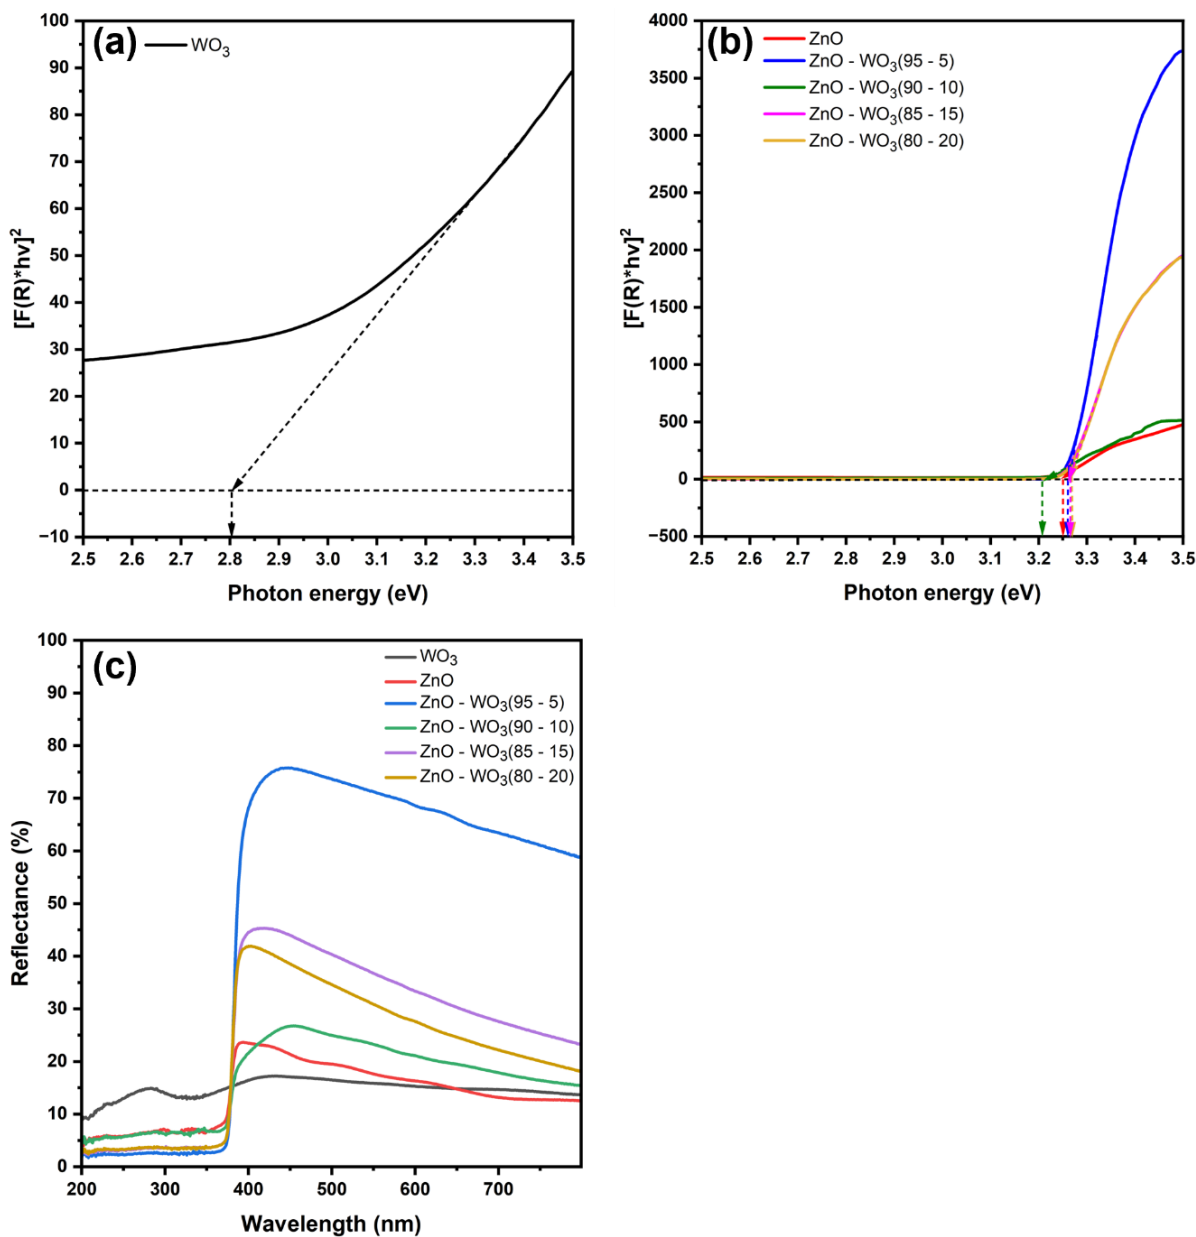 (a)
WO₃
100
90
80
70
60
50
40
30
20
10
0
−10
[F(R)*hv]²
2.5 2.6 2.7 2.8 2.9 3.0 3.1 3.2 3.3 3.4 3.5
Photon energy (eV)
(b)
ZnO
ZnO - WO₃(95 - 5)
ZnO - WO₃(90 - 10)
ZnO - WO₃(85 - 15)
ZnO - WO₃(80 - 20)
4000
3500
3000
2500
2000
1500
1000
500
0
−500
[F(R)*hv]²
2.5 2.6 2.7 2.8 2.9 3.0 3.1 3.2 3.3 3.4 3.5
Photon energy (eV)
(c)
WO₃
ZnO
ZnO - WO₃(95 - 5)
ZnO - WO₃(90 - 10)
ZnO - WO₃(85 - 15)
ZnO - WO₃(80 - 20)
100
90
80
70
60
50
40
30
20
10
0
Reflectance (%)
200 300 400 500 600 700
Wavelength (nm)